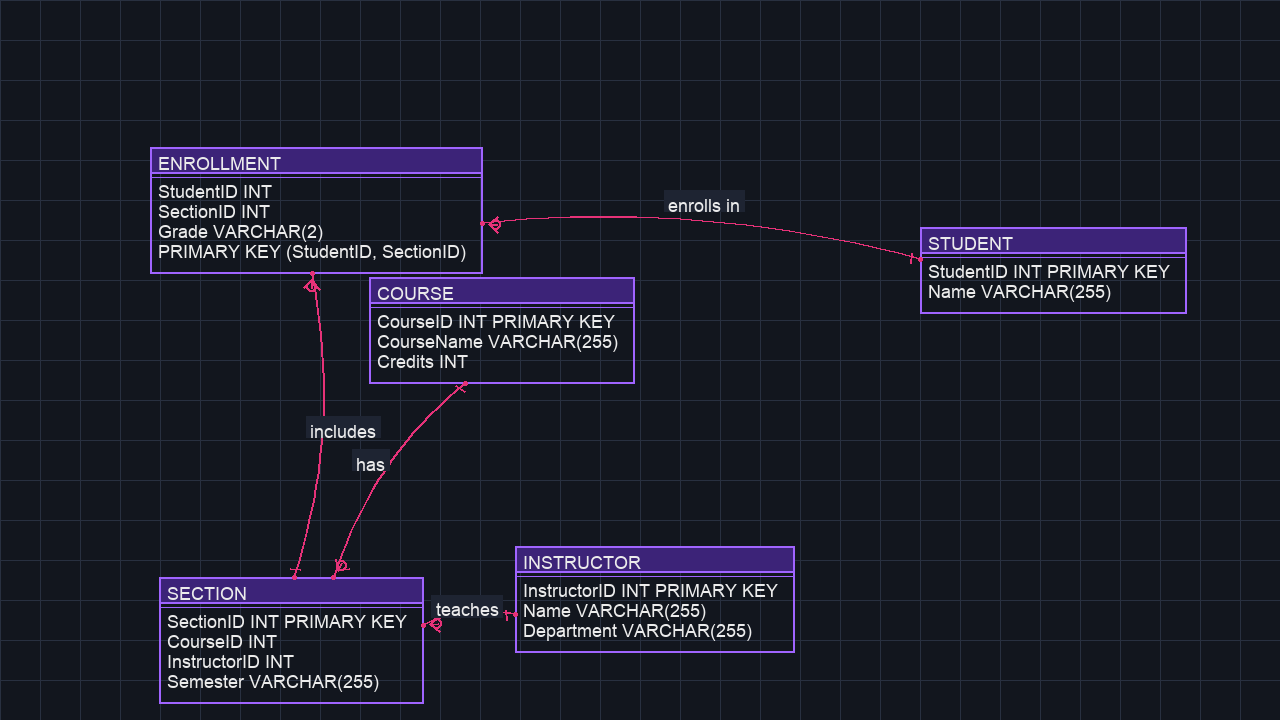 ENROLLMENT
StudentID INT
SectionID INT
Grade VARCHAR(2)
PRIMARY KEY (StudentID, SectionID)
enrolls in
STUDENT
StudentID INT PRIMARY KEY
Name VARCHAR(255)
COURSE
CourseID INT PRIMARY KEY
CourseName VARCHAR(255)
Credits INT
includes
has
SECTION
SectionID INT PRIMARY KEY
CourseID INT
InstructorID INT
Semester VARCHAR(255)
teaches
INSTRUCTOR
InstructorID INT PRIMARY KEY
Name VARCHAR(255)
Department VARCHAR(255)